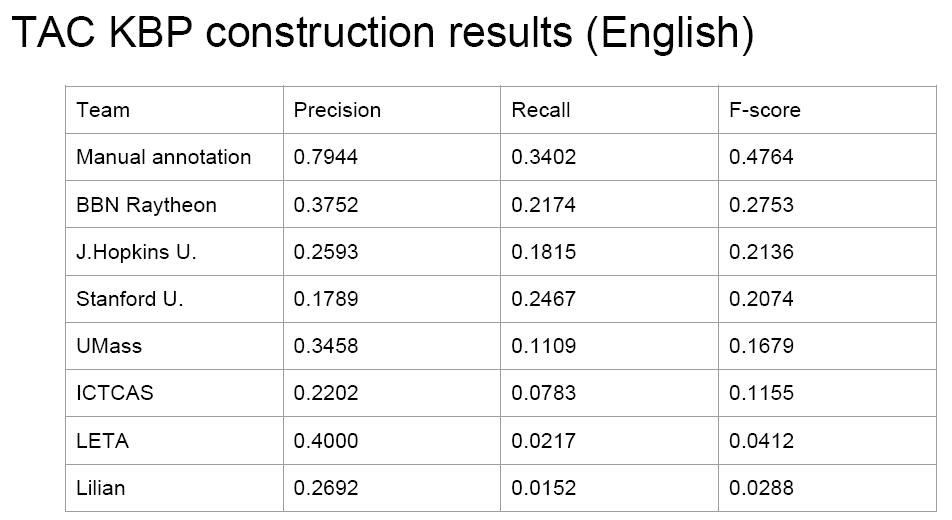 TAC KBP construction results (English)
Team Precision Recall F-score
Manual annotation 0.7944 0.3402 0.4764
BBN Raytheon 0.3752 0.2174 0.2753
J.Hopkins U. 0.2593 0.1815 0.2136
Stanford U. 0.1789 0.2467 0.2074
UMass 0.3458 0.1109 0.1679
ICTCAS 0.2202 0.0783 0.1155
LETA 0.4000 0.0217 0.0412
Lilian 0.2692 0.0152 0.0288